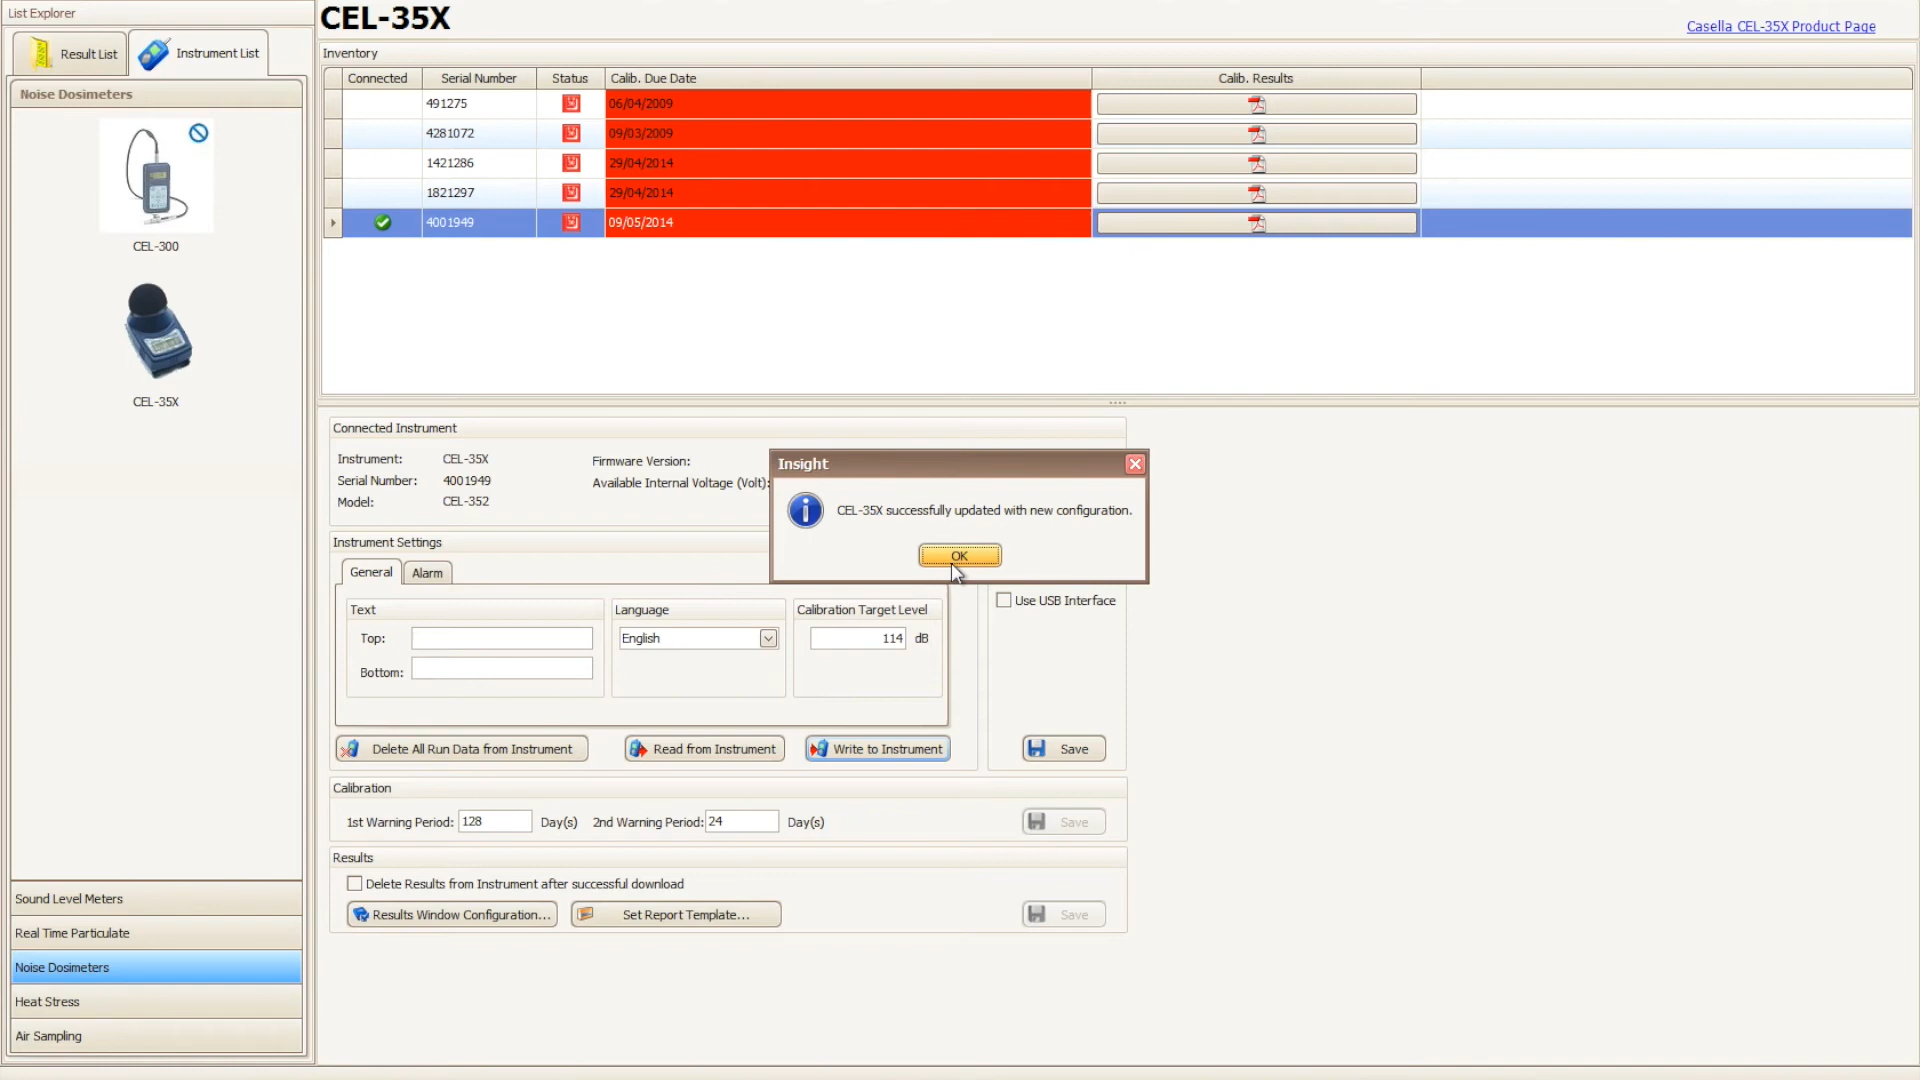 List Explorer
CEL-35X
Casella CEL-35X Product Page
Result List
Instrument List
Inventory
Connected Serial Number Status Calib. Due Date Calib. Results
Noise Dosimeters
491275 06/04/2009
4281072 09/03/2009
1421286 29/04/2014
1821297 29/04/2014
4001949 09/05/2014
CEL-300
CEL-35X
Connected Instrument
Instrument: CEL-35X Firmware Version:
Serial Number: 4001949 Available Internal Voltage (Volt):
Model: CEL-352
Insight
CEL-35X successfully updated with new configuration.
OK
Instrument Settings
General Alarm
Text Language Calibration Target Level
Use USB Interface
Top: English 114 dB
Bottom:
Delete All Run Data from Instrument Read from Instrument Write to Instrument Save
Calibration
1st Warning Period: 128 Day(s) 2nd Warning Period: 24 Day(s) Save
Results
Delete Results from Instrument after successful download
Results Window Configuration... Set Report Template... Save
Sound Level Meters
Real Time Particulate
Noise Dosimeters
Heat Stress
Air Sampling